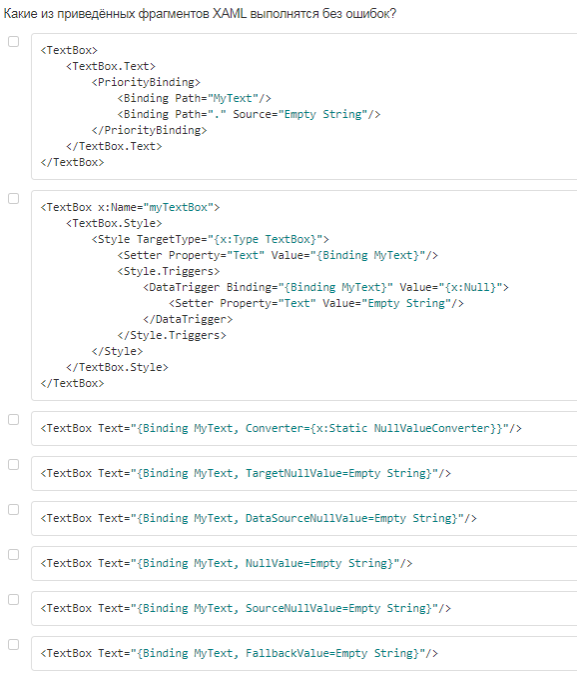 Какие из приведённых фрагментов XAML выполнятся без ошибок?
<TextBox>
    <TextBox.Text>
        <PriorityBinding>
            <Binding Path="MyText"/>
            <Binding Path="." Source="Empty String"/>
        </PriorityBinding>
    </TextBox.Text>
</TextBox>
<TextBox x:Name="myTextBox">
    <TextBox.Style>
        <Style TargetType="{x:Type TextBox}">
            <Setter Property="Text" Value="{Binding MyText}"/>
            <Style.Triggers>
                <DataTrigger Binding="{Binding MyText}" Value="{x:Null}">
                    <Setter Property="Text" Value="Empty String"/>
                </DataTrigger>
            </Style.Triggers>
        </Style>
    </TextBox.Style>
</TextBox>
<TextBox Text="{Binding MyText, Converter={x:Static NullValueConverter}}"/>
<TextBox Text="{Binding MyText, TargetNullValue=Empty String}"/>
<TextBox Text="{Binding MyText, DataSourceNullValue=Empty String}"/>
<TextBox Text="{Binding MyText, NullValue=Empty String}"/>
<TextBox Text="{Binding MyText, SourceNullValue=Empty String}"/>
<TextBox Text="{Binding MyText, FallbackValue=Empty String}"/>